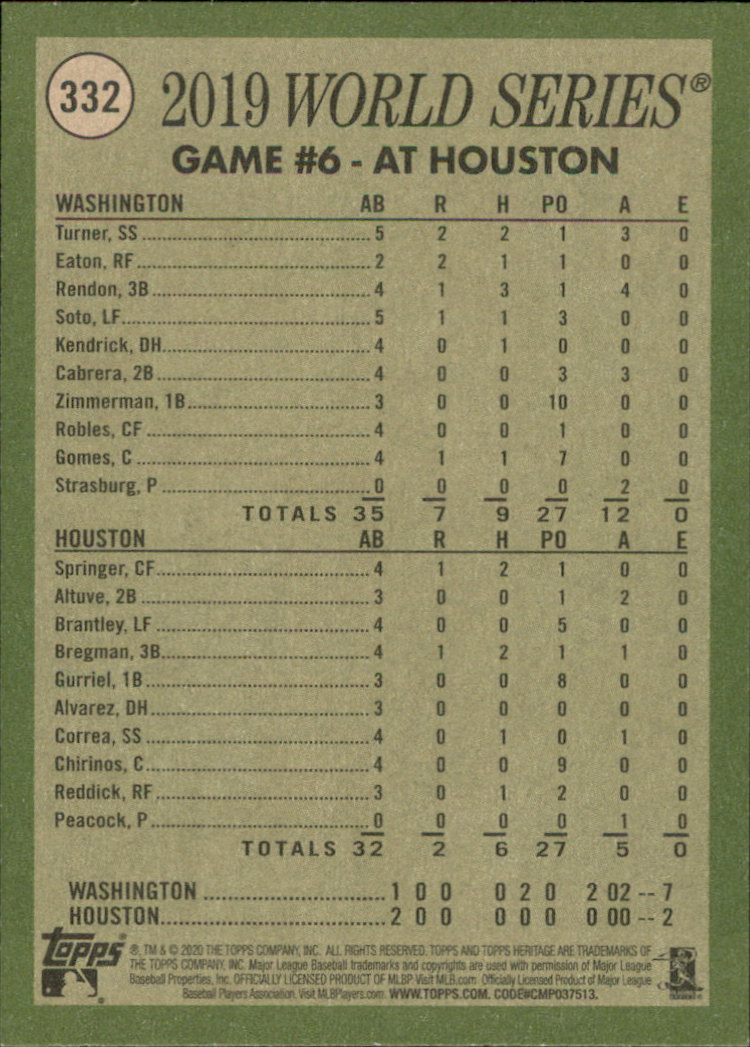 332 2019 WORLD SERIES®
GAME #6 - AT HOUSTON
WASHINGTON AB R H PO A E
Turner, SS 5 2 2 1 3 0
Eaton, RF 2 2 1 1 0 0
Rendon, 3B 4 1 3 1 4 0
Soto, LF 5 1 1 3 0 0
Kendrick, DH 4 0 1 0 0 0
Cabrera, 2B 4 0 0 3 3 0
Zimmerman, 1B 3 0 0 10 0 0
Robles, CF 4 0 0 1 0 0
Gomes, C 4 1 1 7 0 0
Strasburg, P 0 0 0 0 2 0
TOTALS 35 7 9 27 12 0
HOUSTON AB R H PO A E
Springer, CF 4 1 2 1 0 0
Altuve, 2B 3 0 0 1 2 0
Brantley, LF 4 0 0 5 0 0
Bregman, 3B 4 1 2 1 1 0
Gurriel, 1B 3 0 0 8 0 0
Alvarez, DH 3 0 0 0 0 0
Correa, SS 4 0 1 0 1 0
Chirinos, C 4 0 0 9 0 0
Reddick, RF 3 0 1 2 0 0
Peacock, P 0 0 0 0 1 0
TOTALS 32 2 6 27 5 0
WASHINGTON 1 0 0 0 2 0 2 02 -- 7
HOUSTON 2 0 0 0 0 0 0 00 -- 2
topps ®, TM & © 2020 THE TOPPS COMPANY, INC. ALL RIGHTS RESERVED. TOPPS AND TOPPS HERITAGE ARE TRADEMARKS OF
THE TOPPS COMPANY, INC. Major League Baseball trademarks and copyrights are used with permission of Major League
Baseball Properties, Inc. OFFICIALLY LICENSED PRODUCT OF MLBP. Visit MLB.com. Officially Licensed Product of Major League
Baseball Players Association. Visit MLBPlayers.com. WWW.TOPPS.COM. CODE#CMP037513.